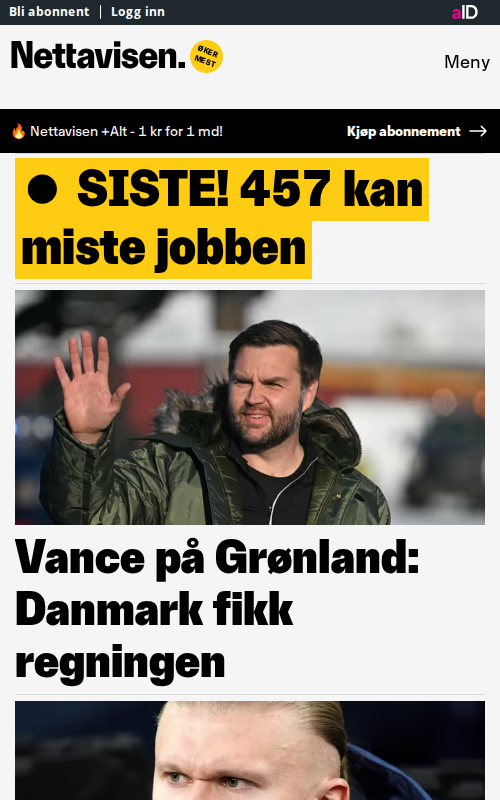 Bli abonnent | Logg inn
aID
Nettavisen.
ØKER
MEST
Meny
Nettavisen +Alt - 1 kr for 1 md!
Kjøp abonnement →
● SISTE! 457 kan
miste jobben
Vance på Grønland:
Danmark fikk
regningen